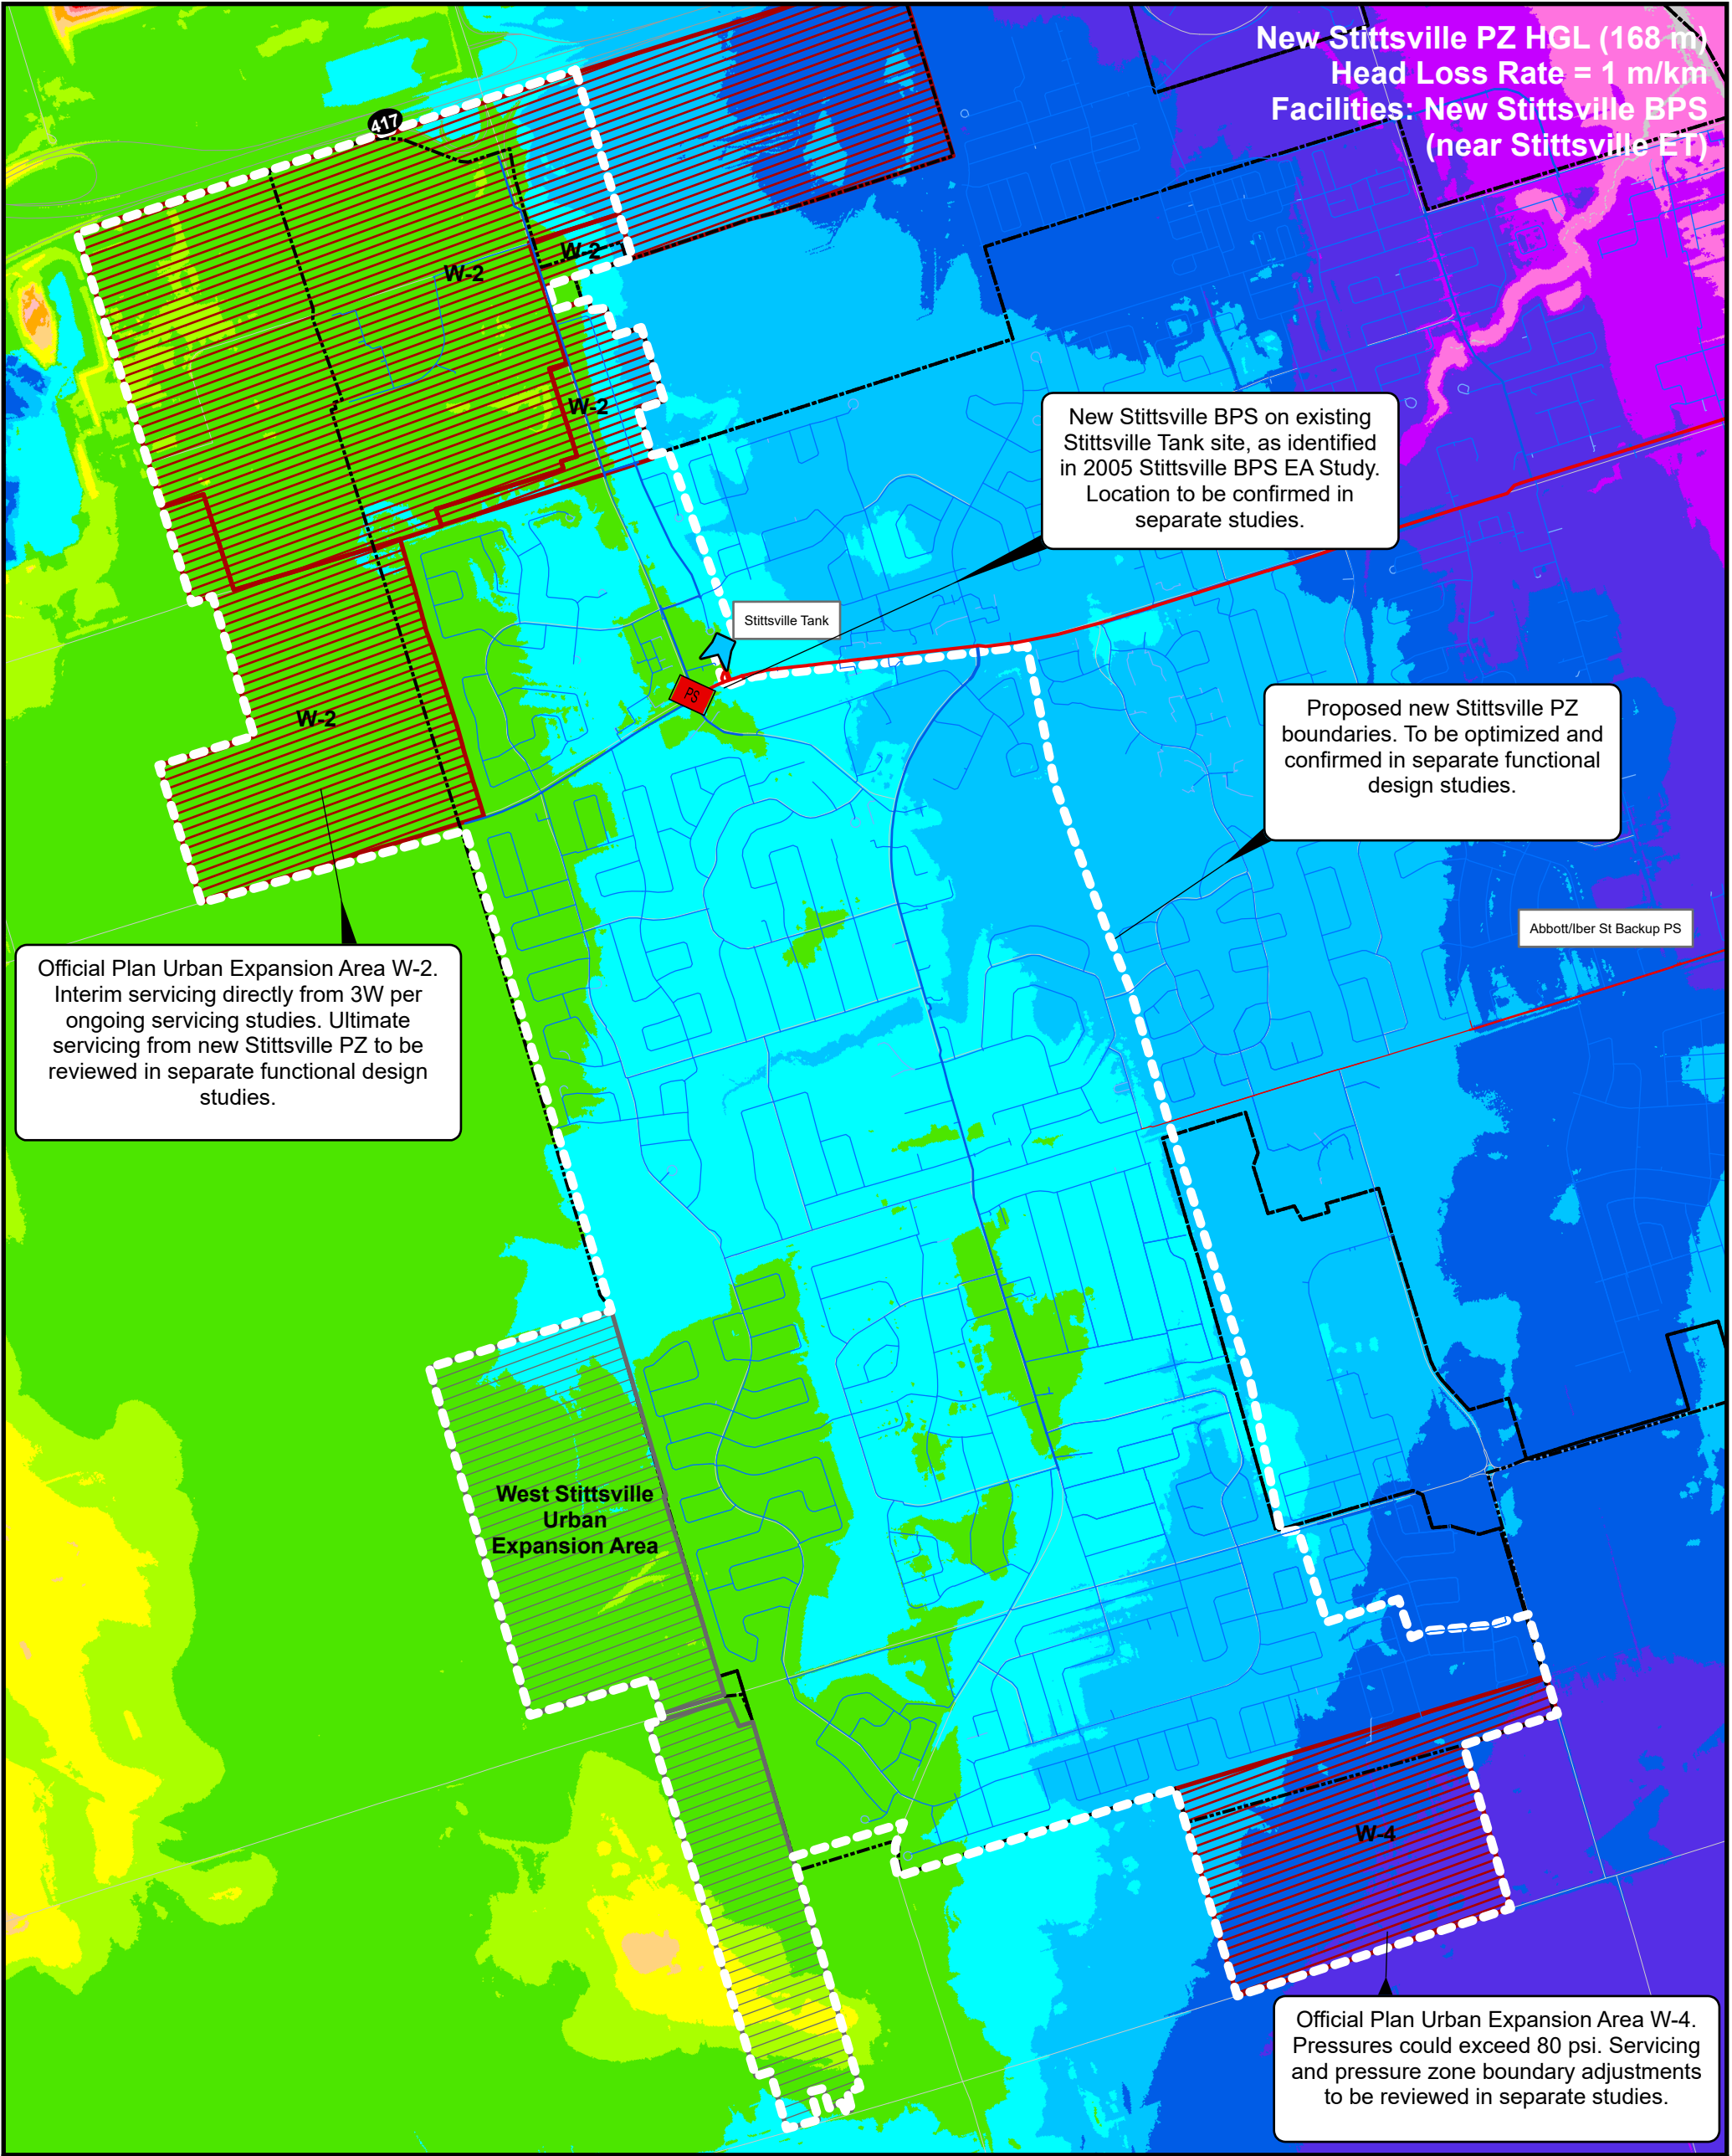 New Stittsville PZ HGL (168 m)
Head Loss Rate = 1 m/km
Facilities: New Stittsville BPS
(near Stittsville ET)
417
W-2
W-2
W-2
New Stittsville BPS on existing
Stittsville Tank site, as identified
in 2005 Stittsville BPS EA Study.
Location to be confirmed in
separate studies.
Stittsville Tank
PS
W-2
Proposed new Stittsville PZ
boundaries. To be optimized and
confirmed in separate functional
design studies.
Abbott/Iber St Backup PS
Official Plan Urban Expansion Area W-2.
Interim servicing directly from 3W per
ongoing servicing studies. Ultimate
servicing from new Stittsville PZ to be
reviewed in separate functional design
studies.
West Stittsville
Urban
Expansion Area
W-4
Official Plan Urban Expansion Area W-4.
Pressures could exceed 80 psi. Servicing
and pressure zone boundary adjustments
to be reviewed in separate studies.